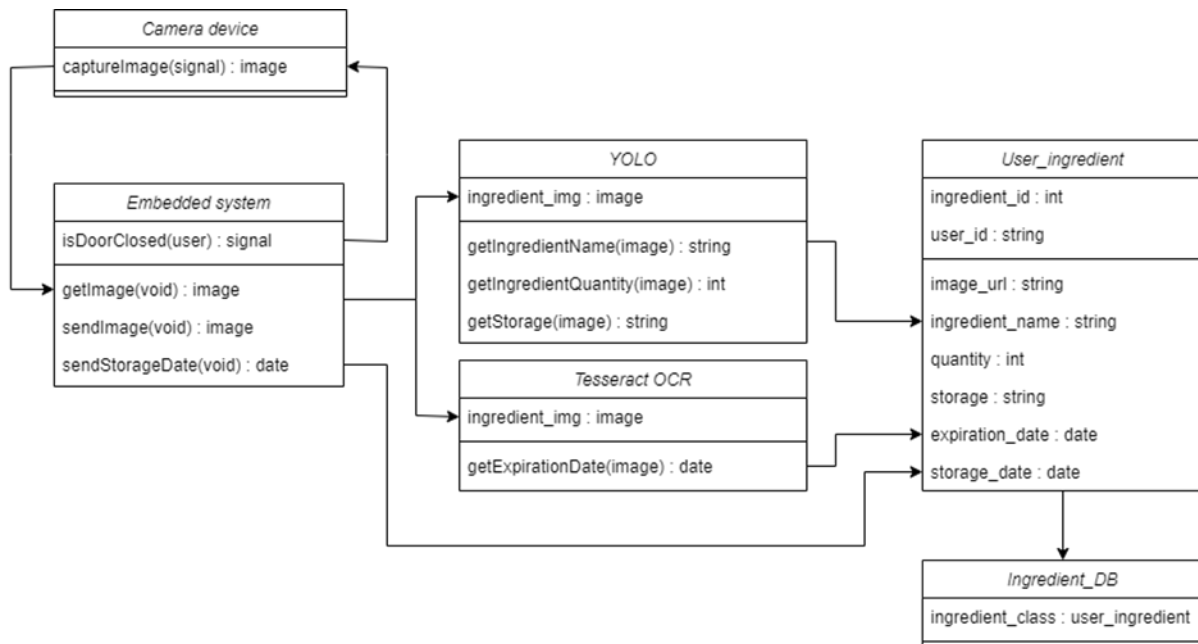 Camera device
captureImage(signal) : image
Embedded system
isDoorClosed(user) : signal
getImage(void) : image
sendImage(void) : image
sendStorageDate(void) : date
YOLO
ingredient_img : image
getIngredientName(image) : string
getIngredientQuantity(image) : int
getStorage(image) : string
Tesseract OCR
ingredient_img : image
getExpirationDate(image) : date
User_ingredient
ingredient_id : int
user_id : string
image_url : string
ingredient_name : string
quantity : int
storage : string
expiration_date : date
storage_date : date
Ingredient_DB
ingredient_class : user_ingredient